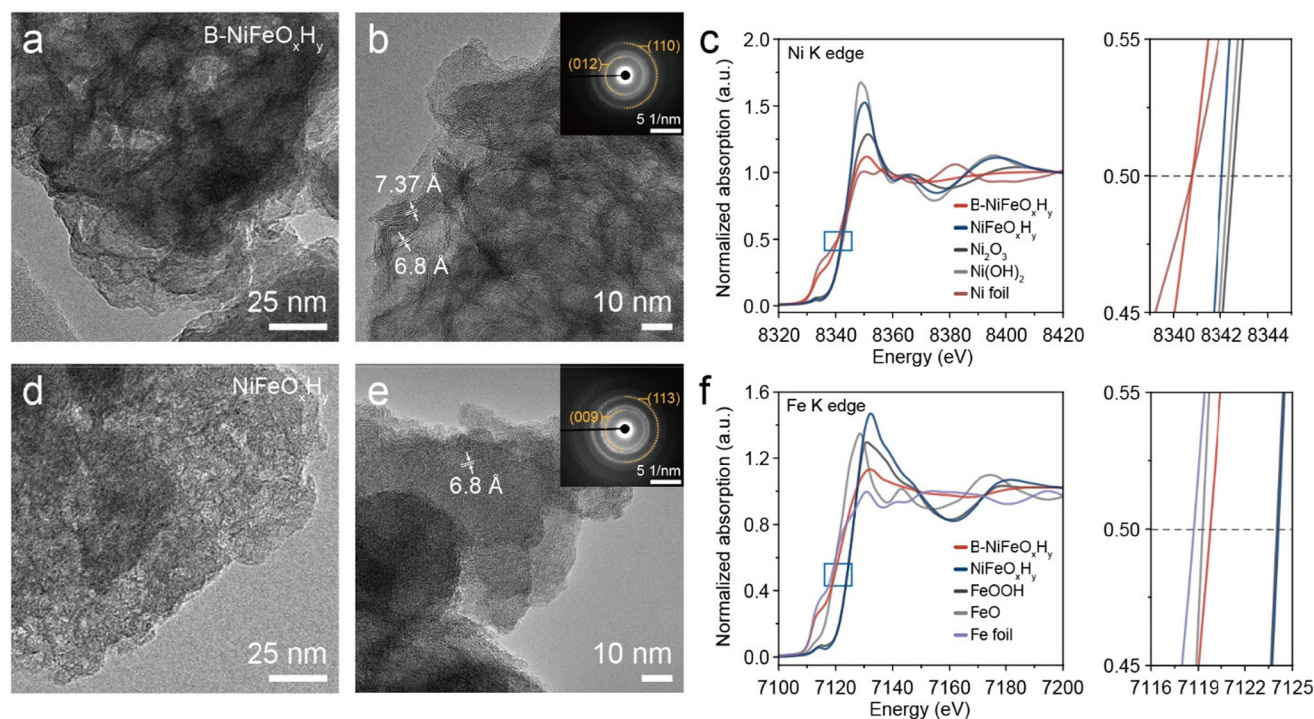 a
B-NiFeOxHy
25 nm
b
(110)
(012)
5 1/nm
7.37 Å
6.8 Å
10 nm
c
Ni K edge
Normalized absorption (a.u.)
2.0
1.5
1.0
0.5
0.0
B-NiFeOxHy
NiFeOxHy
Ni2O3
Ni(OH)2
Ni foil
8320 8340 8360 8380 8400 8420
Energy (eV)
0.55
0.50
0.45
8340 8342 8344
d
NiFeOxHy
25 nm
e
(113)
(009)
5 1/nm
6.8 Å
10 nm
f
Fe K edge
Normalized absorption (a.u.)
1.6
1.2
0.8
0.4
0.0
B-NiFeOxHy
NiFeOxHy
FeOOH
FeO
Fe foil
7100 7120 7140 7160 7180 7200
Energy (eV)
0.55
0.50
0.45
7116 7119 7122 7125